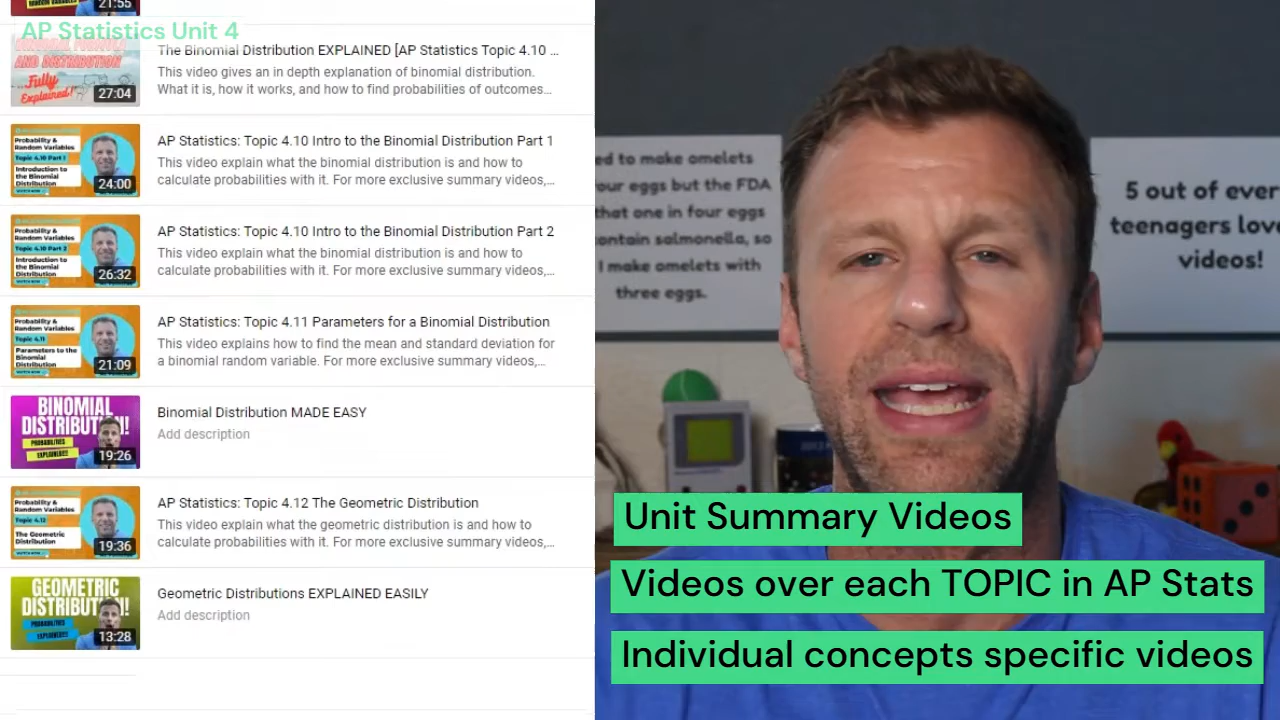 21:55
AP Statistics Unit 4
BINOMIAL FORMULA
AND DISTRIBUTION
Fully
Explained!
27:04
The Binomial Distribution EXPLAINED [AP Statistics Topic 4.10 ...
This video gives an in depth explanation of binomial distribution.
What it is, how it works, and how to find probabilities of outcomes...
Probability &
Random Variables
Topic 4.10 Part 1
Introduction to
the Binomial
Distribution
24:00
AP Statistics: Topic 4.10 Intro to the Binomial Distribution Part 1
This video explain what the binomial distribution is and how to
calculate probabilities with it. For more exclusive summary videos,...
Probability &
Random Variables
Topic 4.10 Part 2
Introduction to
the Binomial
Distribution
26:32
AP Statistics: Topic 4.10 Intro to the Binomial Distribution Part 2
This video explain what the binomial distribution is and how to
calculate probabilities with it. For more exclusive summary videos,...
Probability &
Random Variables
Topic 4.11
Parameters to the
Binomial
Distribution
21:09
AP Statistics: Topic 4.11 Parameters for a Binomial Distribution
This video explains how to find the mean and standard deviation for
a binomial random variable. For more exclusive summary videos,...
BINOMIAL
DISTRIBUT N!
PROBABILITIES
EXPLAINED!
19:26
Binomial Distribution MADE EASY
Add description
Probability &
Random Variables
Topic 4.12
The Geometric
Distribution
19:36
AP Statistics: Topic 4.12 The Geometric Distribution
This video explain what the geometric distribution is and how to
calculate probabilities with it. For more exclusive summary videos,...
GEOMETRIC
DISTRIBUT N!
PROBABILITIES
EXPLAINED!
13:28
Geometric Distributions EXPLAINED EASILY
Add description
ed to make omelets
our eggs but the FDA
that one in four eggs
ontain salmonella, so
I make omelets with
three eggs.
5 out of ever
teenagers love
videos!
Unit Summary Videos
Videos over each TOPIC in AP Stats
Individual concepts specific videos